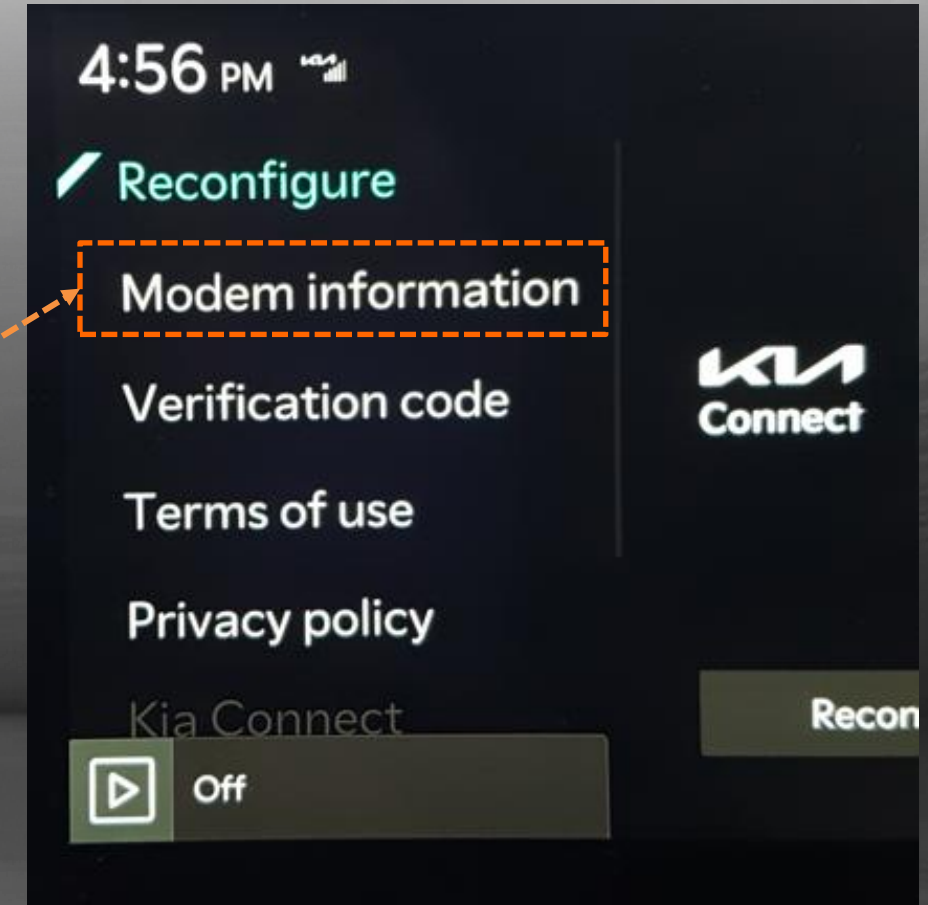 4:56 PM
Reconfigure
Modem information
Verification code
Terms of use
Privacy policy
Kia Connect
Off
KIA
Connect
Recon